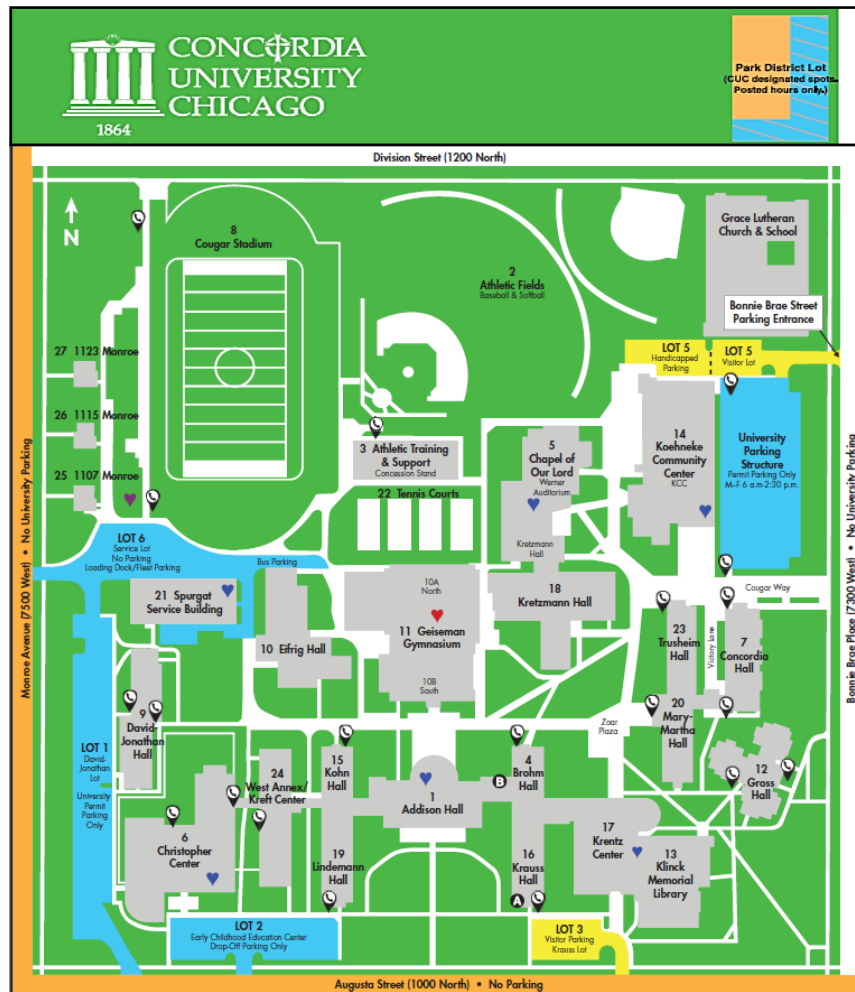 CONCORDIA
UNIVERSITY
CHICAGO
1864
Park District Lot
(CUC designated spots.
Posted hours only.)
Division Street (1200 North)
N
8
Cougar Stadium
2
Athletic Fields
Baseball & Softball
Grace Lutheran
Church & School
Bonnie Brae Street
Parking Entrance
LOT 5
Handicapped
Parking
LOT 5
Visitor Lot
27 1123 Monroe
26 1115 Monroe
25 1107 Monroe
3 Athletic Training
& Support
Concession Stand
22 Tennis Courts
5
Chapel of
Our Lord
Werner
Auditorium
Kretzmann
Hall
14
Koehneke
Community
Center
KCC
University
Parking
Structure
Permit Parking Only
M–F 6 a.m-2:30 p.m.
Monroe Avenue (7500 West) • No University Parking
Bonnie Brae Place (7300 West) • No University Parking
LOT 6
Service Lot
No Parking
Loading Dock/Fleet Parking
Bus Parking
21 Spurgat
Service Building
10 Eifrig Hall
10A
North
11 Geiseman
Gymnasium
10B
South
18
Kretzmann Hall
Cougar Way
23
Trusheim
Hall
Victory Lane
7
Concordia
Hall
20
Mary-
Martha
Hall
Zoar
Plaza
12
Gross
Hall
9
David-
Jonathan
Hall
LOT 1
David-
Jonathan
Lot
University
Permit
Parking
Only
6
Christopher
Center
24
West Annex/
Kreft Center
15
Kohn
Hall
19
Lindemann
Hall
1
Addison Hall
B
4
Brohm
Hall
16
Krauss
Hall
A
17
Krentz
Center
13
Klinck
Memorial
Library
LOT 2
Early Childhood Education Center
Drop-Off Parking Only
LOT 3
Visitor Parking
Krauss Lot
Augusta Street (1000 North) • No Parking